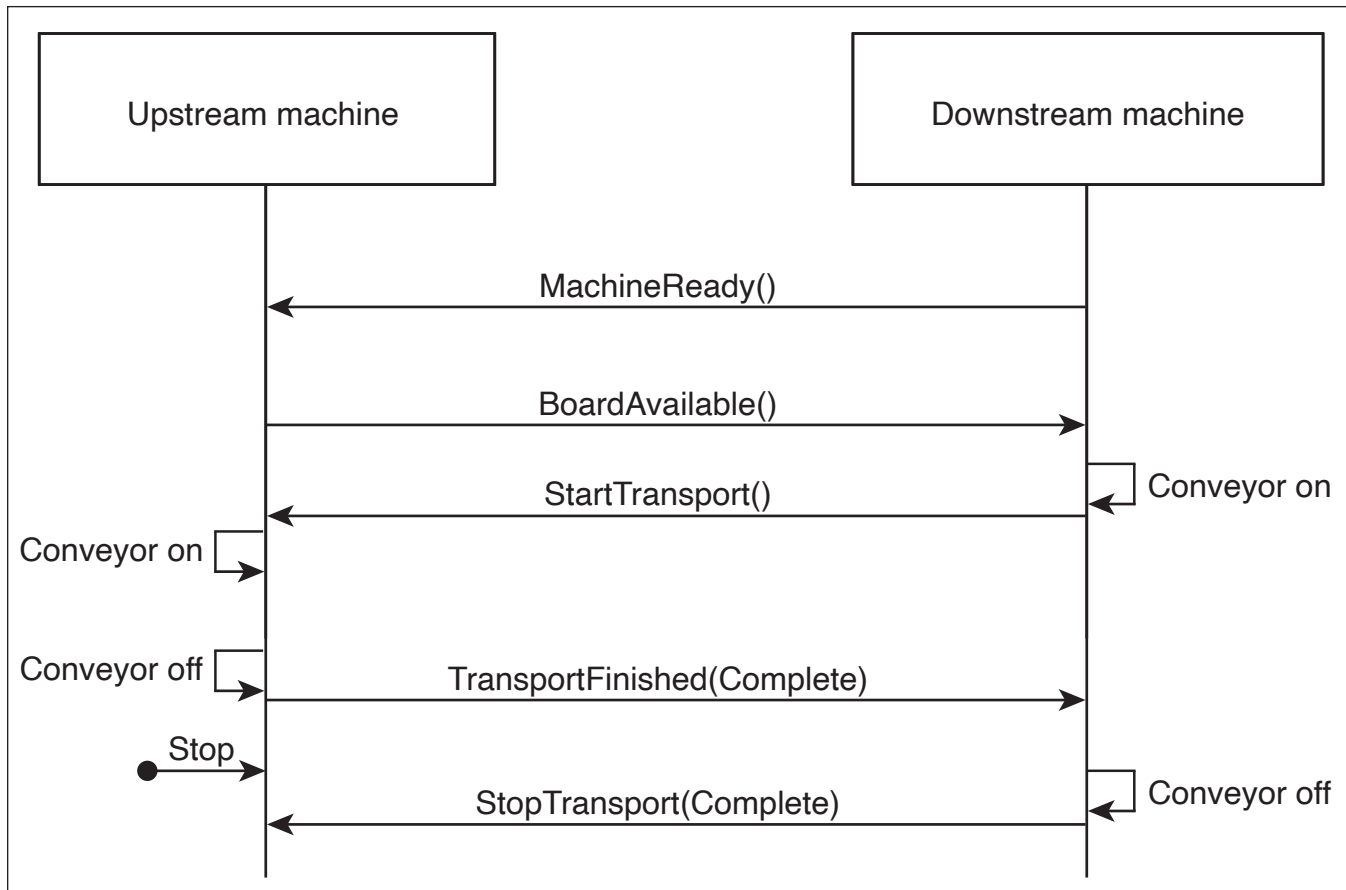 Upstream machine
Downstream machine
MachineReady()
BoardAvailable()
Conveyor on
StartTransport()
Conveyor on
Conveyor off
TransportFinished(Complete)
Stop
Conveyor off
StopTransport(Complete)